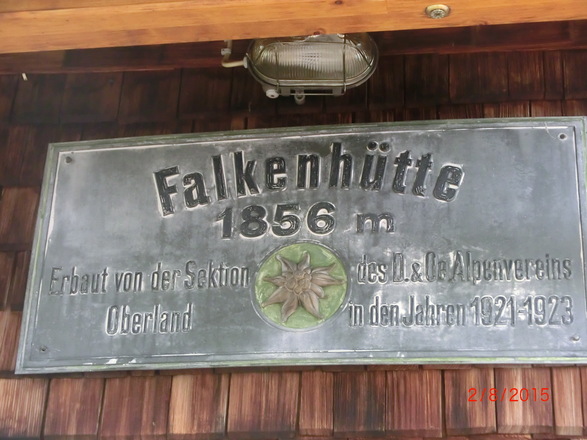 Falkenhütte
1856 m
Erbaut von der Sektion des D. & Oe. Alpenvereins
Oberland in den Jahren 1921-1923
2/8/2015